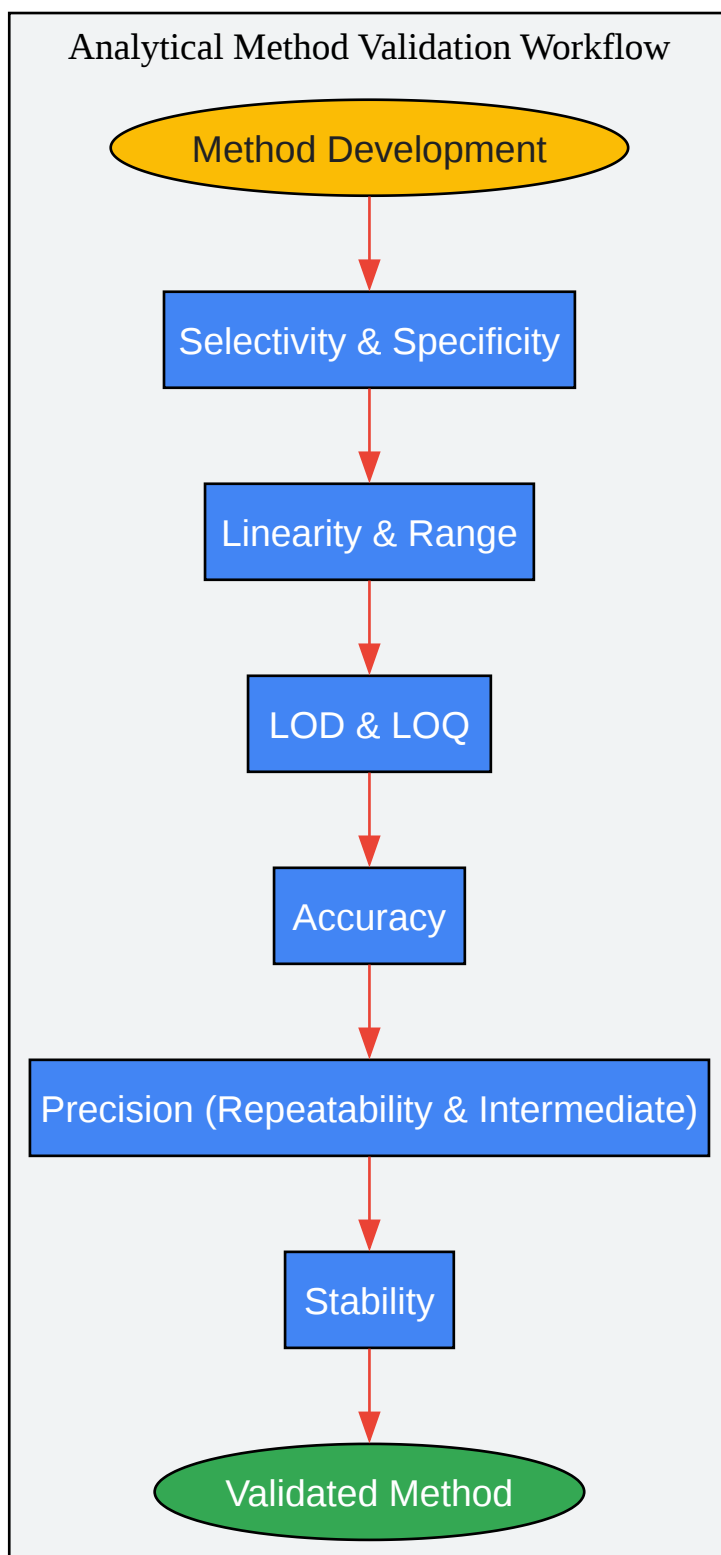 Analytical Method Validation Workflow
Method Development
Selectivity & Specificity
Linearity & Range
LOD & LOQ
Accuracy
Precision (Repeatability & Intermediate)
Stability
Validated Method